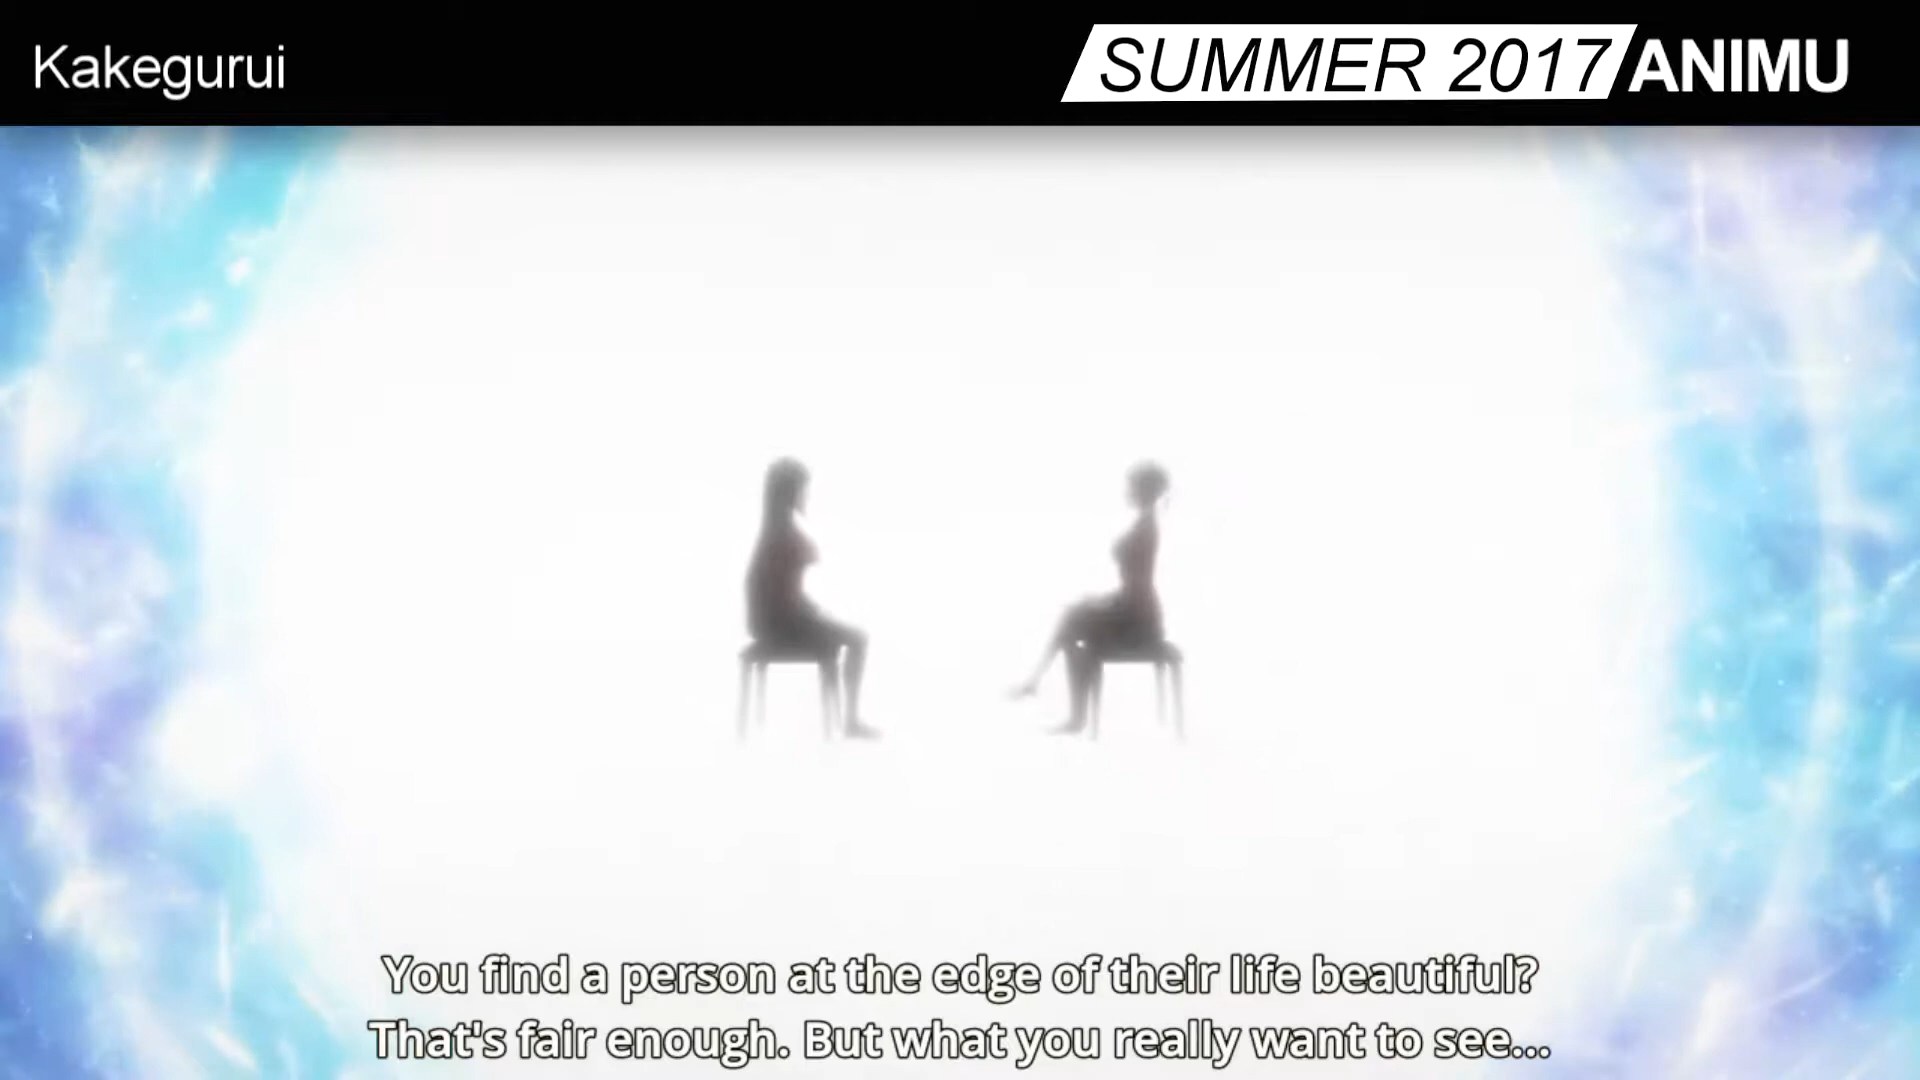 Kakegurui
SUMMER 2017 ANIMU
You find a person at the edge of their life beautiful?
That's fair enough. But what you really want to see...